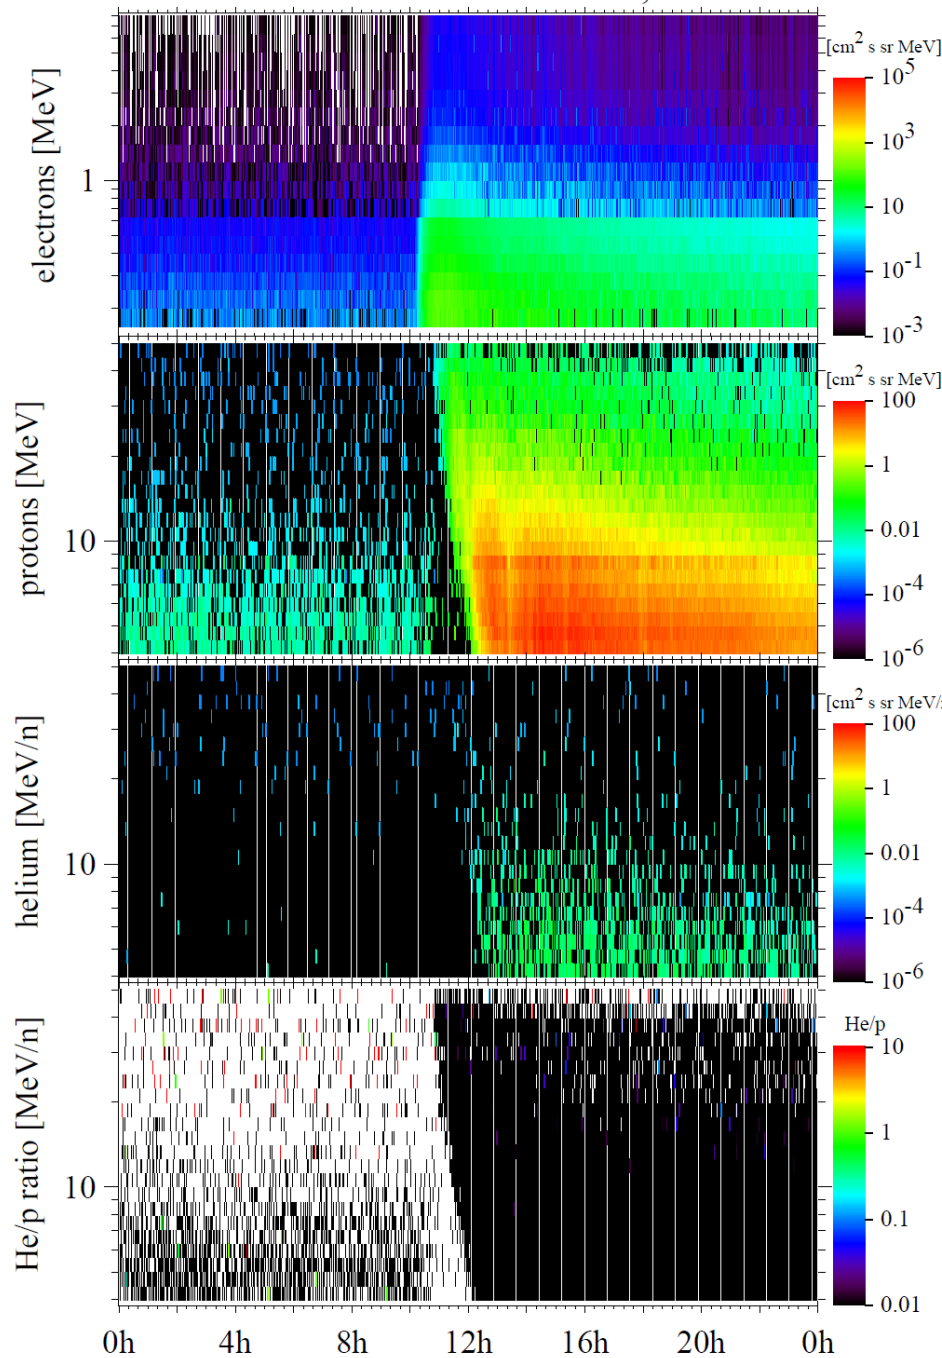 [cm² s sr MeV]
electrons [MeV]
1
10⁵
10³
10
10⁻¹
10⁻³
[cm² s sr MeV]
protons [MeV]
10
100
1
0.01
10⁻⁴
10⁻⁶
[cm² s sr MeV/
helium [MeV/n]
10
100
1
0.01
10⁻⁴
10⁻⁶
He/p
He/p ratio [MeV/n]
10
10
1
0.1
0.01
0h 4h 8h 12h 16h 20h 0h